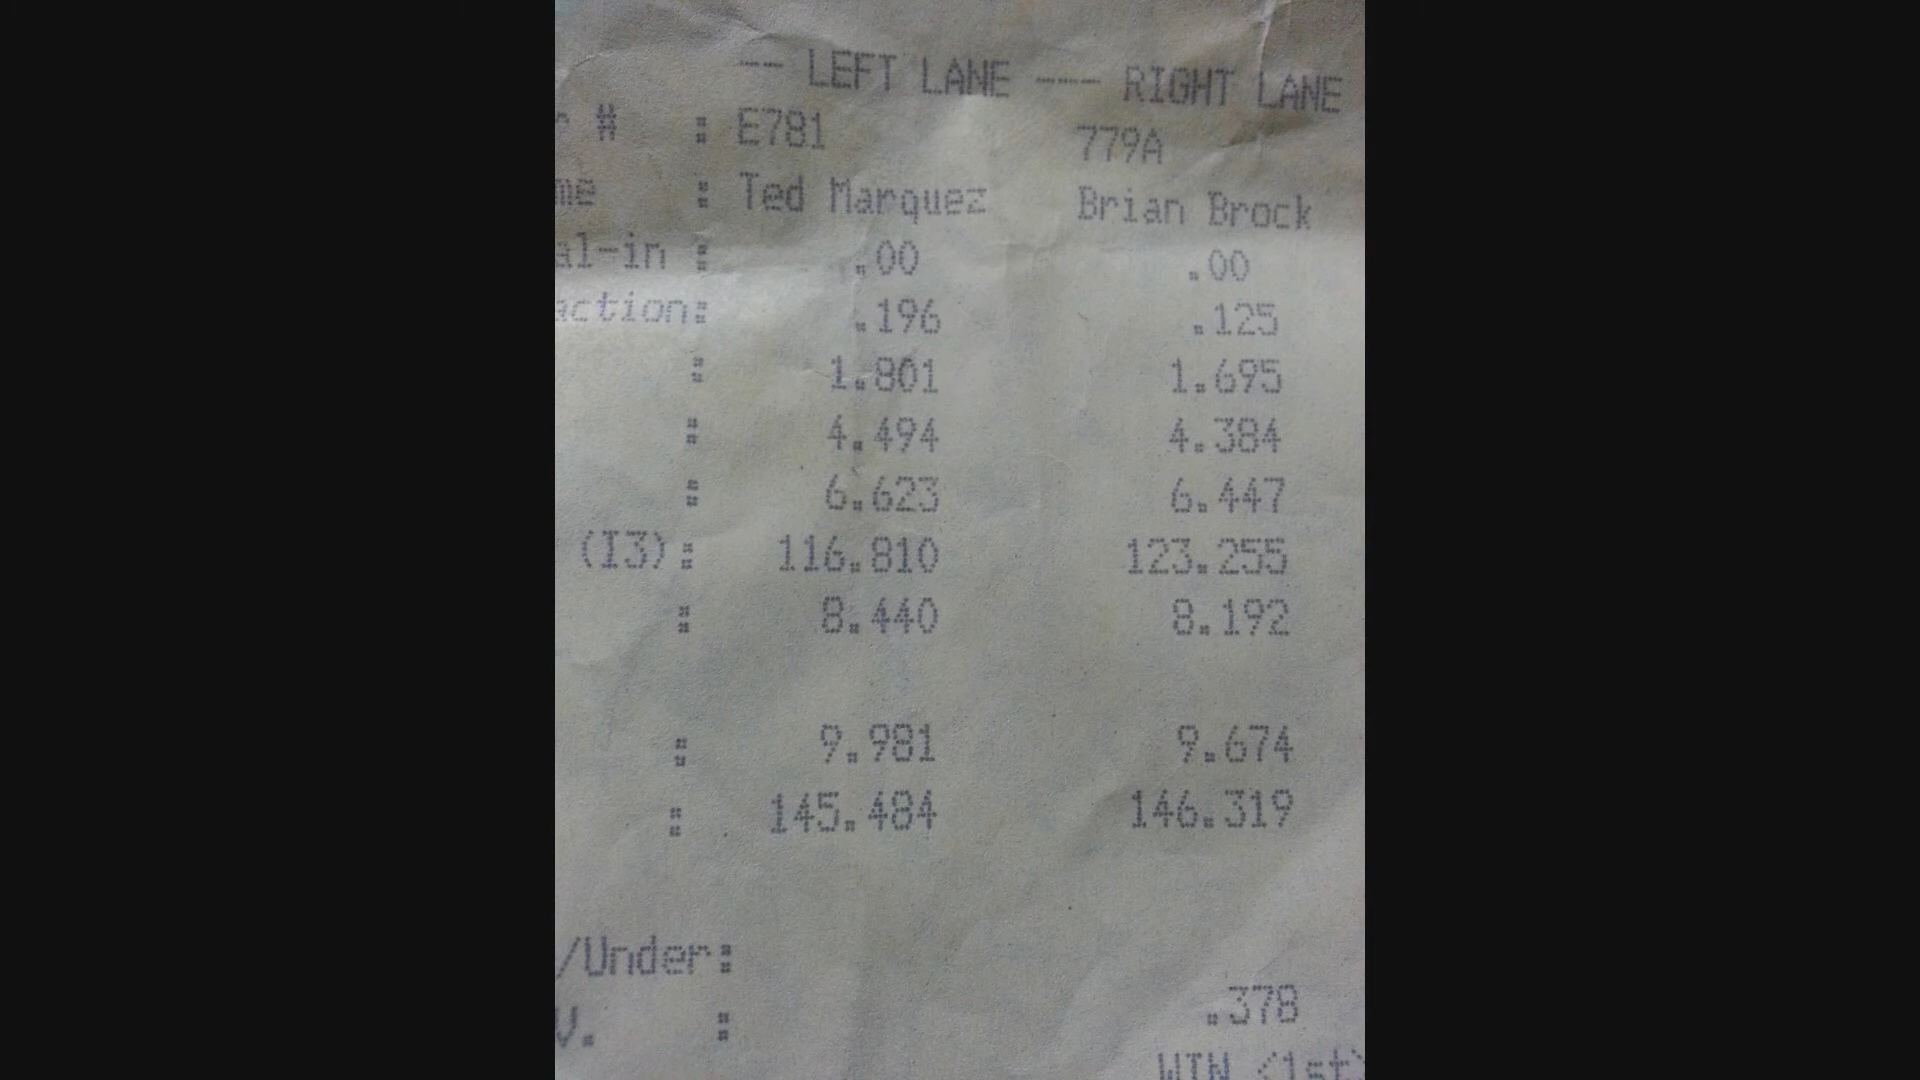 -- LEFT LANE --- RIGHT LANE
r # : E781 779A
me : Ted Marquez Brian Brock
al-in : .00 .00
action: .196 .125
: 1.801 1.695
: 4.494 4.384
: 6.623 6.447
(I3): 116.810 123.255
: 8.440 8.192
: 9.981 9.674
: 145.484 146.319
/Under:
V. : .378
WIN (1st)